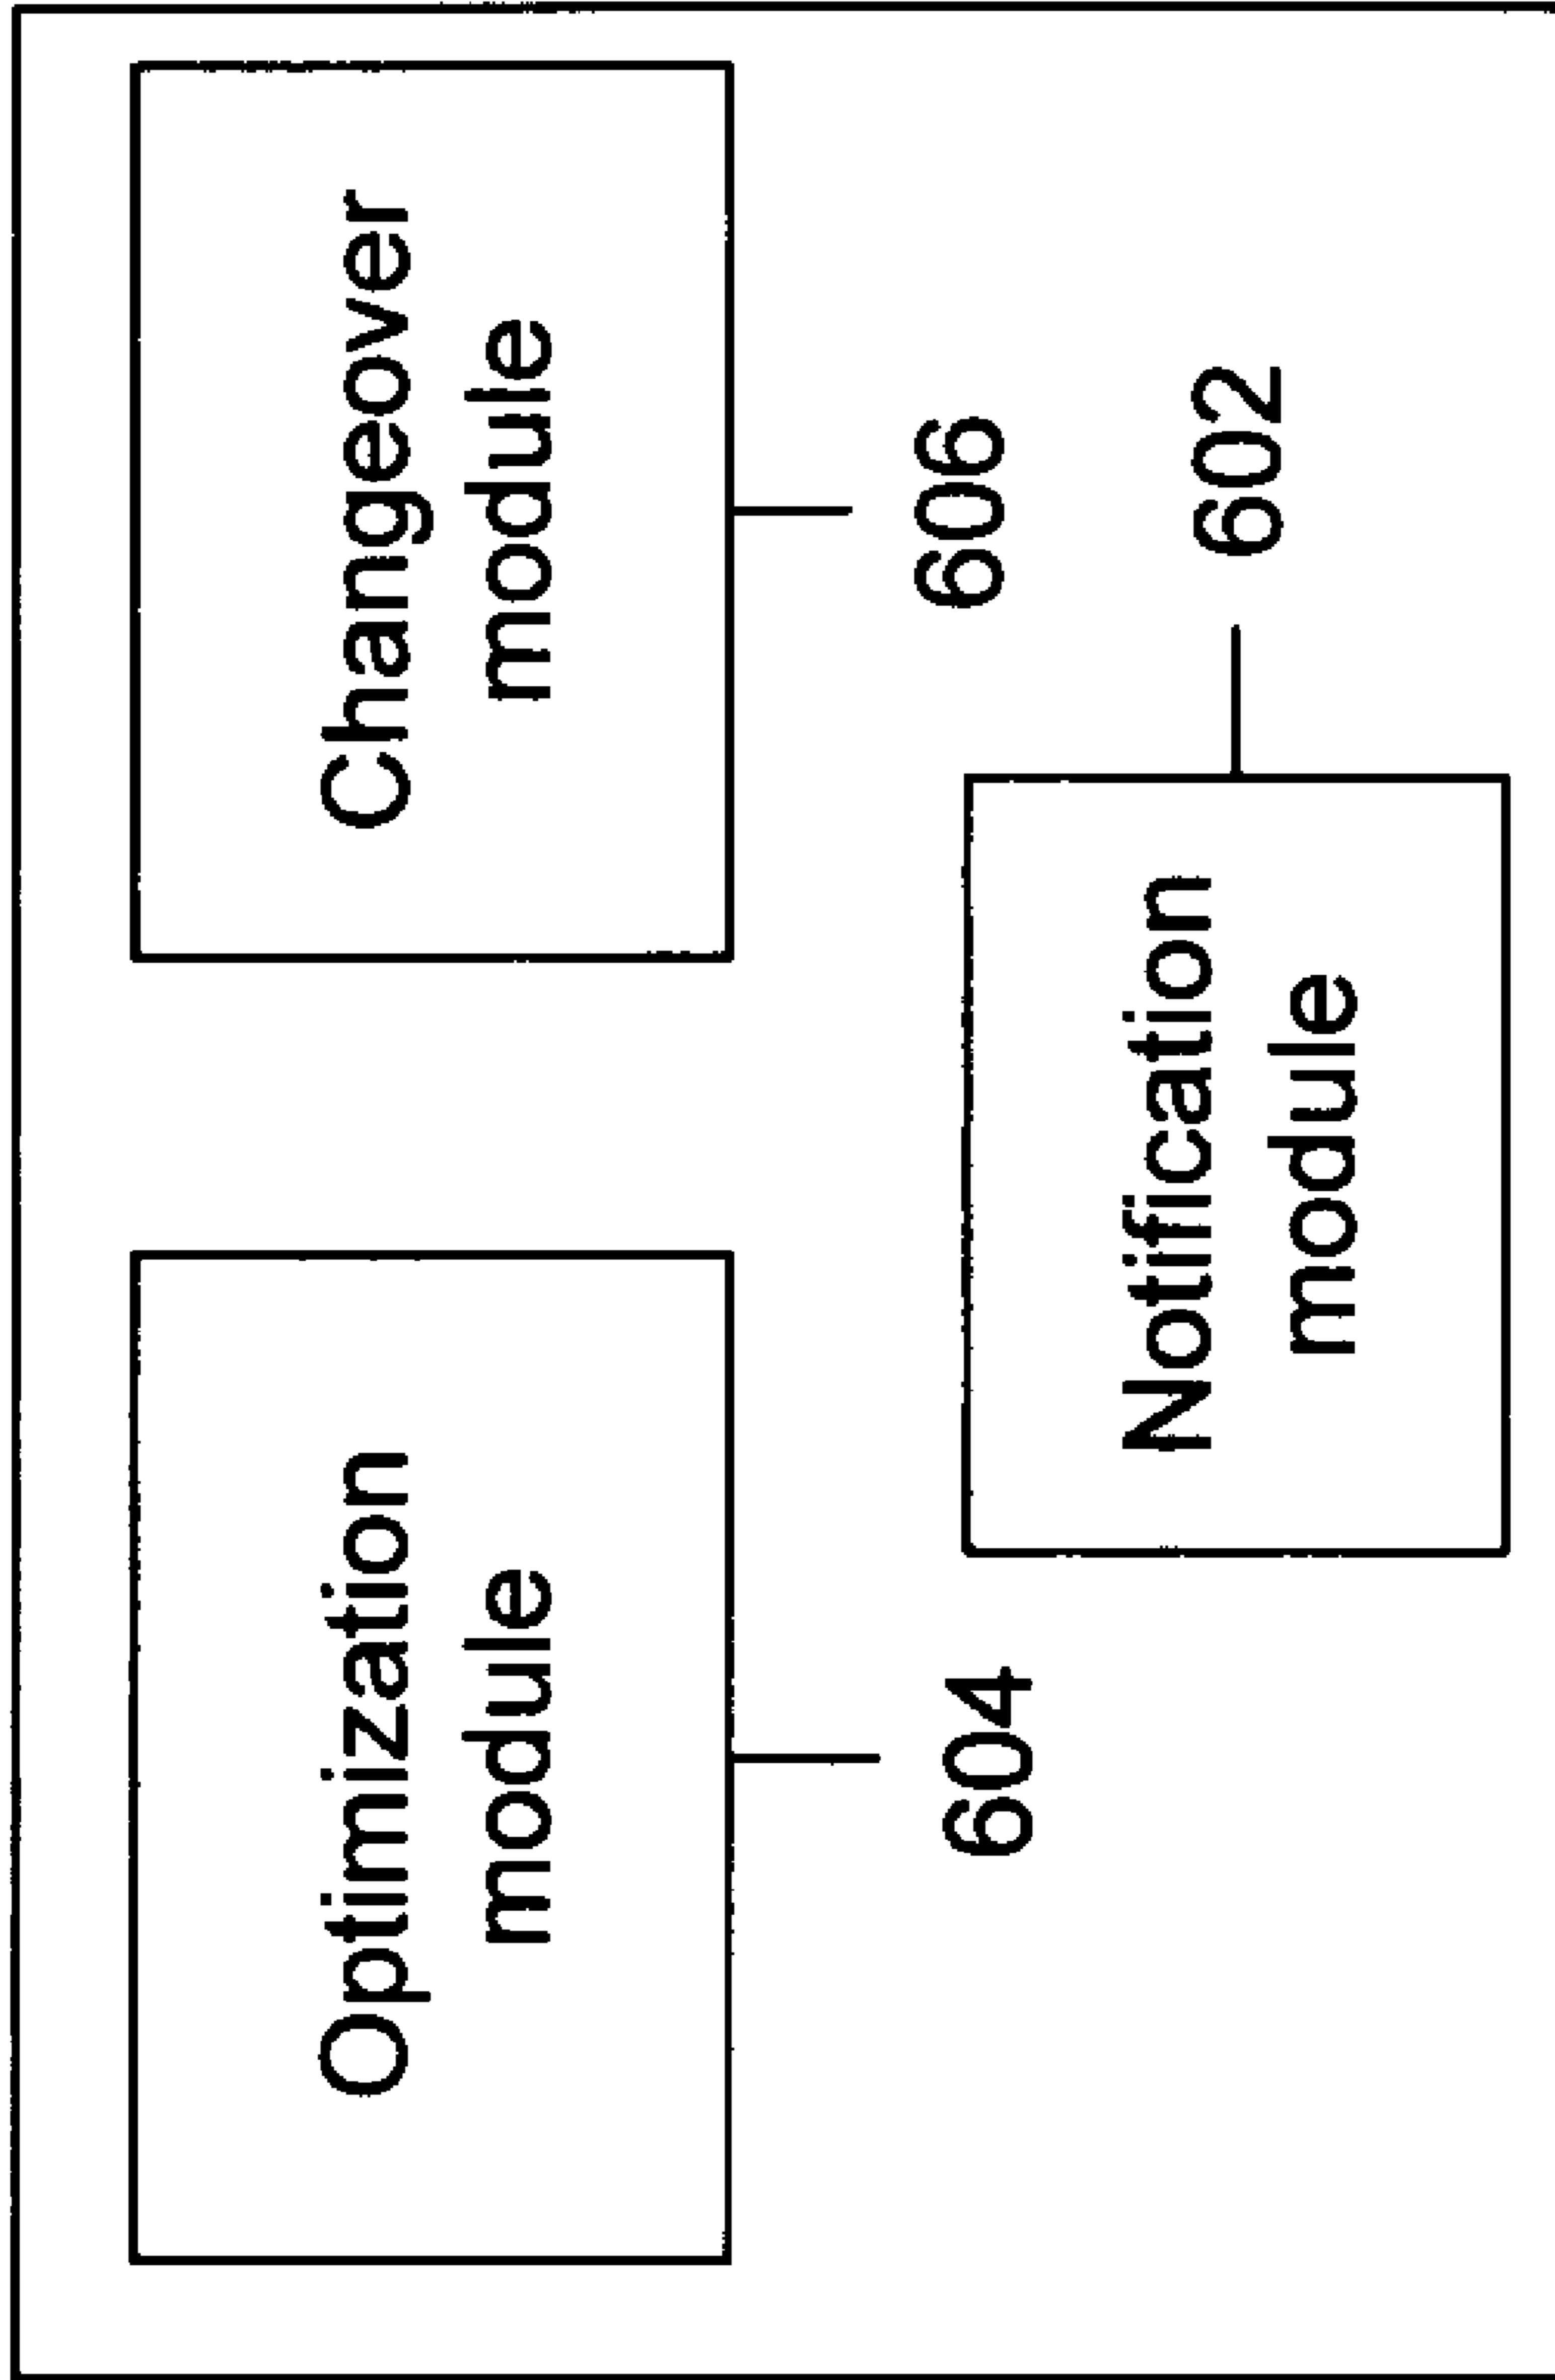 Optimization
module
Changeover
module
604
606
Notification
module
602